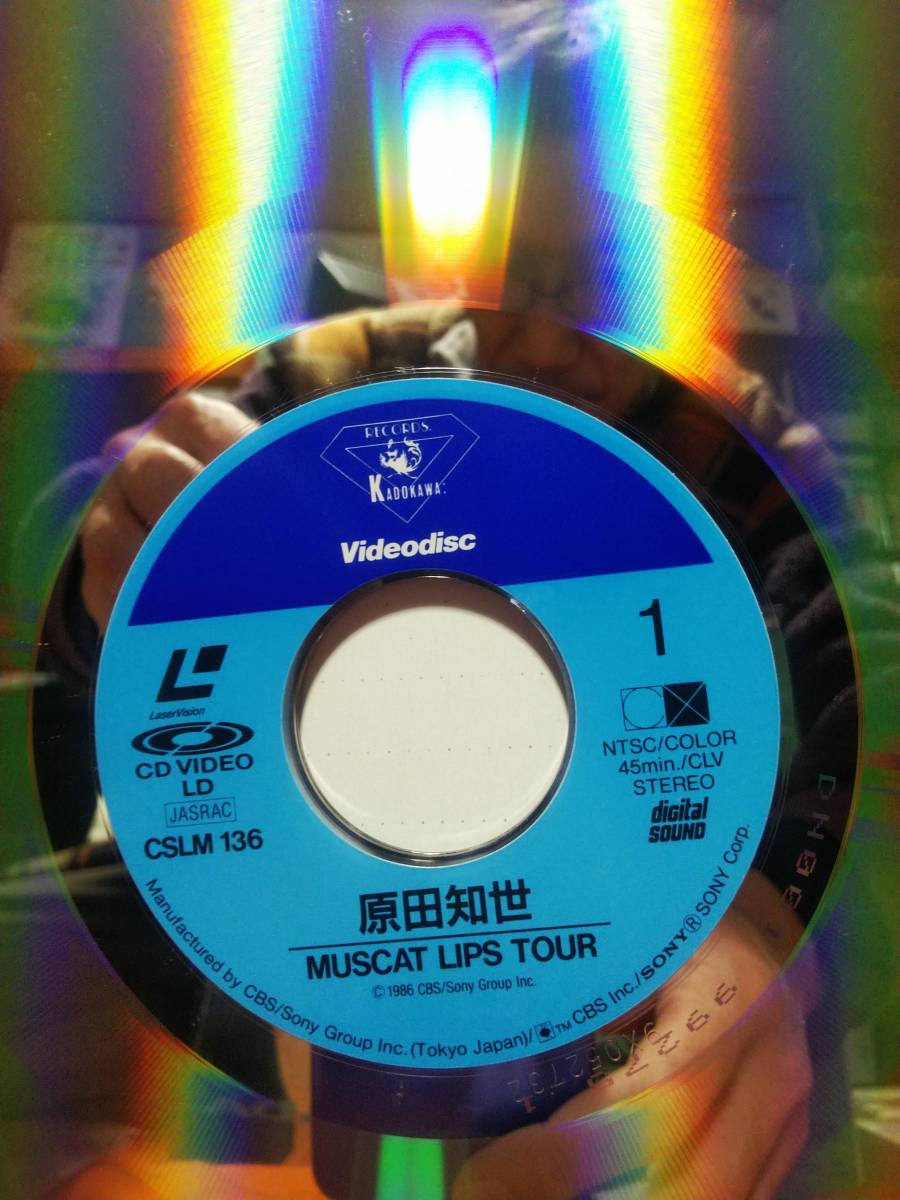 RECORDS.
KADOKAWA:
Videodisc
1
LaserVision
CD VIDEO
LD
JASRAC
CSLM 136
CX
NTSC/COLOR
45min./CLV
STEREO
digital
SOUND
原田知世
MUSCAT LIPS TOUR
©1986 CBS/Sony Group Inc.
Manufactured by CBS/Sony Group Inc. (Tokyo Japan)/™CBS Inc./SONY® SONY Corp.